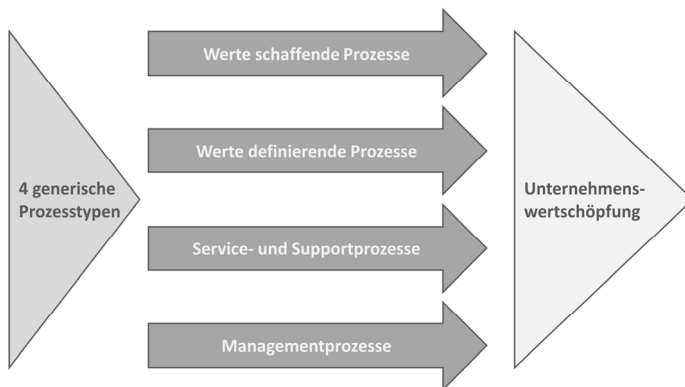 Werte schaffende Prozesse
Werte definierende Prozesse
4 generische
Prozesstypen
Unternehmens-
wertschöpfung
Service- und Supportprozesse
Managementprozesse